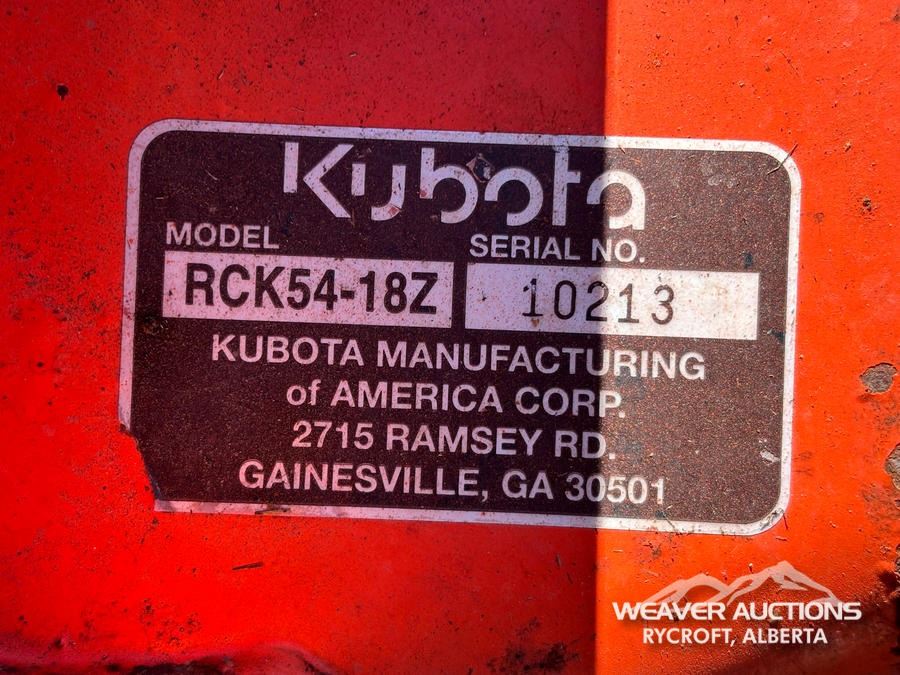 Kubota
MODEL SERIAL NO.
RCK54-18Z 10213
KUBOTA MANUFACTURING
of AMERICA CORP.
2715 RAMSEY RD.
GAINESVILLE, GA 30501
WEAVER AUCTIONS
RYCROFT, ALBERTA